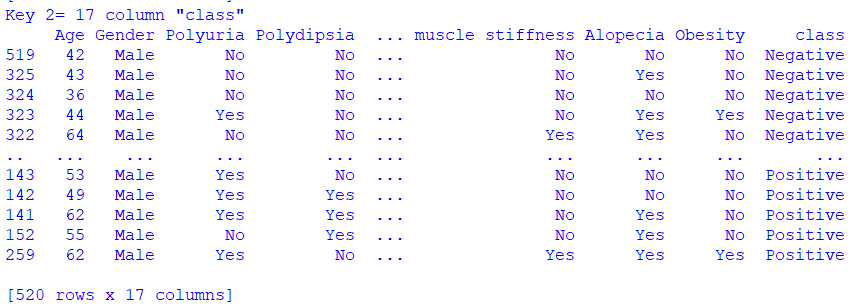 Key 2= 17 column "class"
Age Gender Polyuria Polydipsia ... muscle stiffness Alopecia Obesity class
519 42 Male No No ... No No No Negative
325 43 Male No No ... No Yes No Negative
324 36 Male No No ... No No No Negative
323 44 Male Yes No ... No Yes Yes Negative
322 64 Male No No ... Yes Yes No Negative
.. ... ... ... ... ... ... ... ... ...
143 53 Male Yes No ... No No No Positive
142 49 Male Yes Yes ... No No No Positive
141 62 Male Yes Yes ... No Yes No Positive
152 55 Male No Yes ... No Yes No Positive
259 62 Male Yes No ... Yes Yes Yes Positive
[520 rows x 17 columns]